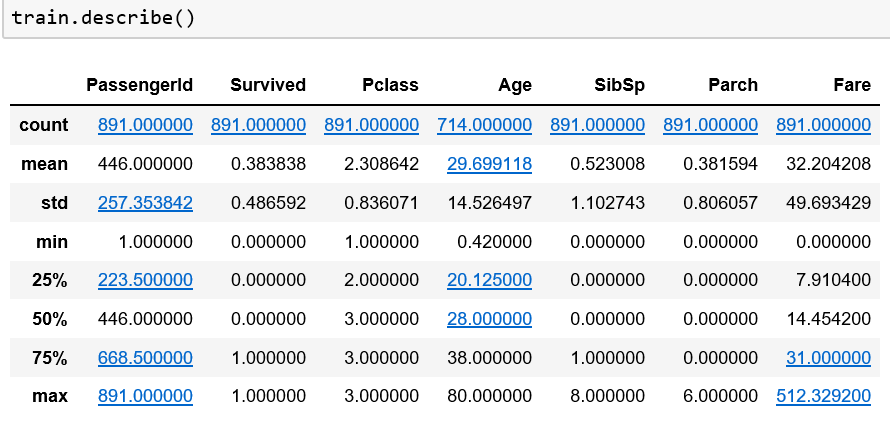 train.describe()
PassengerId Survived Pclass Age SibSp Parch Fare
count 891.000000 891.000000 891.000000 714.000000 891.000000 891.000000 891.000000
mean 446.000000 0.383838 2.308642 29.699118 0.523008 0.381594 32.204208
std 257.353842 0.486592 0.836071 14.526497 1.102743 0.806057 49.693429
min 1.000000 0.000000 1.000000 0.420000 0.000000 0.000000 0.000000
25% 223.500000 0.000000 2.000000 20.125000 0.000000 0.000000 7.910400
50% 446.000000 0.000000 3.000000 28.000000 0.000000 0.000000 14.454200
75% 668.500000 1.000000 3.000000 38.000000 1.000000 0.000000 31.000000
max 891.000000 1.000000 3.000000 80.000000 8.000000 6.000000 512.329200